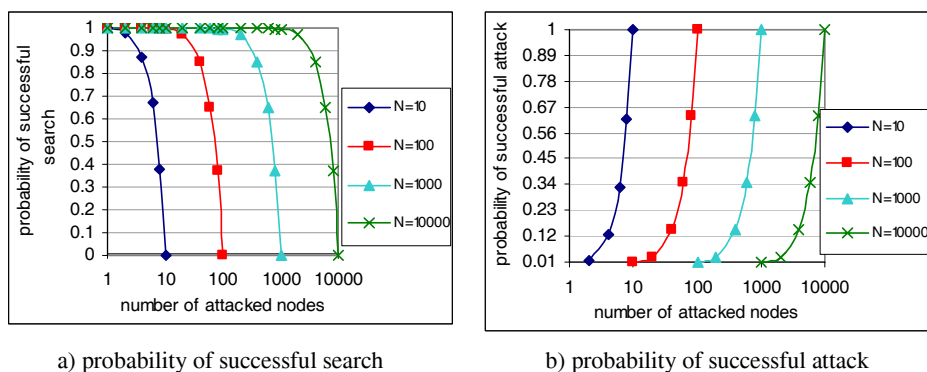 1
0.9
0.8
0.7
0.6
0.5
0.4
0.3
0.2
0.1
0
probability of successful
search
1 10 100 1000 10000
number of attacked nodes
N=10
N=100
N=1000
N=10000
a) probability of successful search
1.01
0.89
0.78
0.67
0.56
0.45
0.34
0.23
0.12
0.01
probability of successful attack
1 10 100 1000 10000
number of attacked nodes
N=10
N=100
N=1000
N=10000
b) probability of successful attack